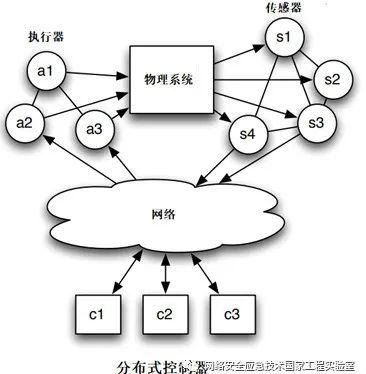 传感器
执行器
s1
a1
物理系统
s2
a2
a3
s4
s3
网络
c1
c2
c3
分布式控制器
网络安全应急技术国家工程实验室